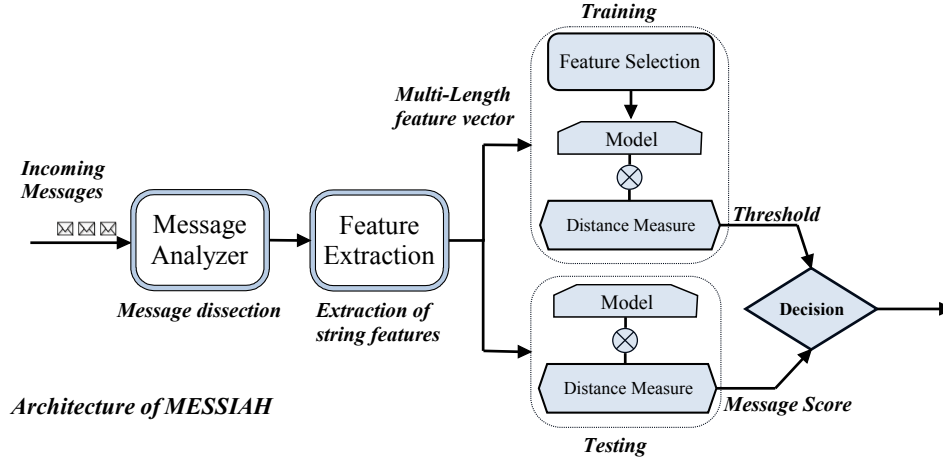 Training
Feature Selection
Multi-Length
feature vector
Model
Incoming
Messages
Message
Analyzer
Feature
Extraction
Distance Measure
Threshold
Message dissection
Extraction of
string features
Model
Decision
Distance Measure
Architecture of MESSIAH
Message Score
Testing